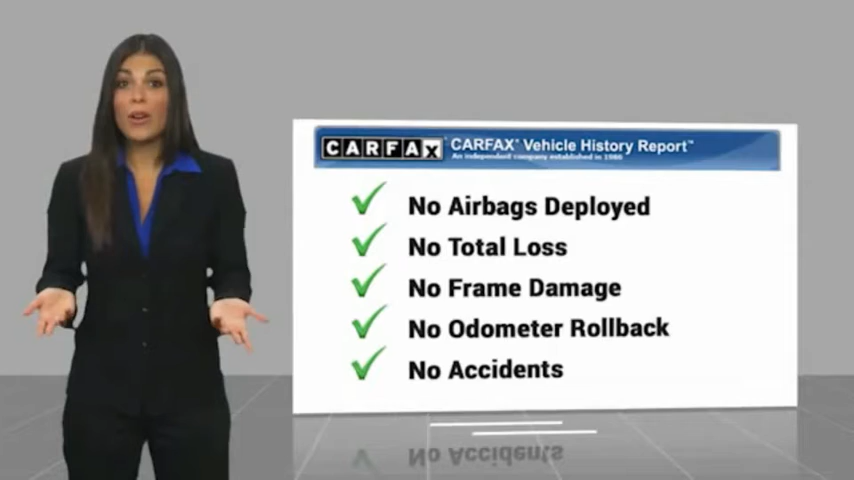 CARFAX CARFAX® Vehicle History Report™
An independent company established in 1986
No Airbags Deployed
No Total Loss
No Frame Damage
No Odometer Rollback
No Accidents
No Accidents